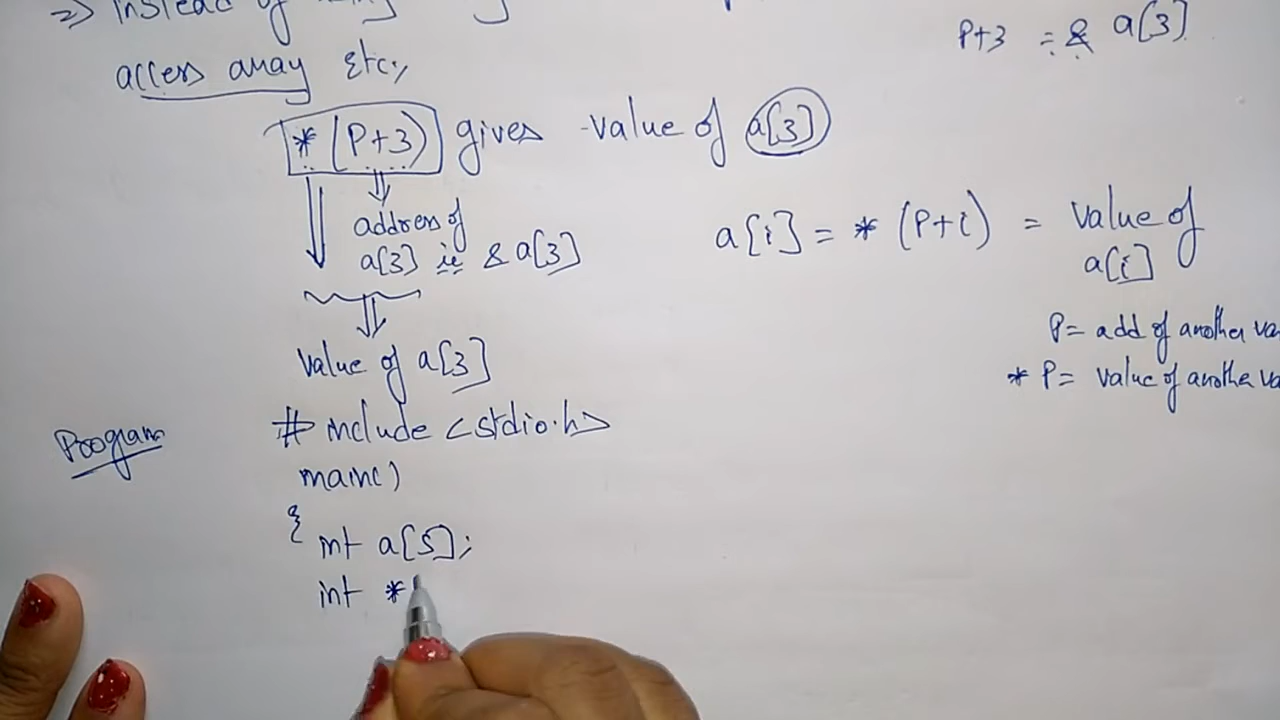 => instead of
access array etc.,
P+3 = & a[3]
* (P+3) gives value of a[3]
address of
a[3] ie & a[3]
a[i] = * (P+i) = value of
a[i]
P = add of another va
value of a[3]
* P = value of another va
Program
# include <stdio.h>
main()
{ int a[5];
int *